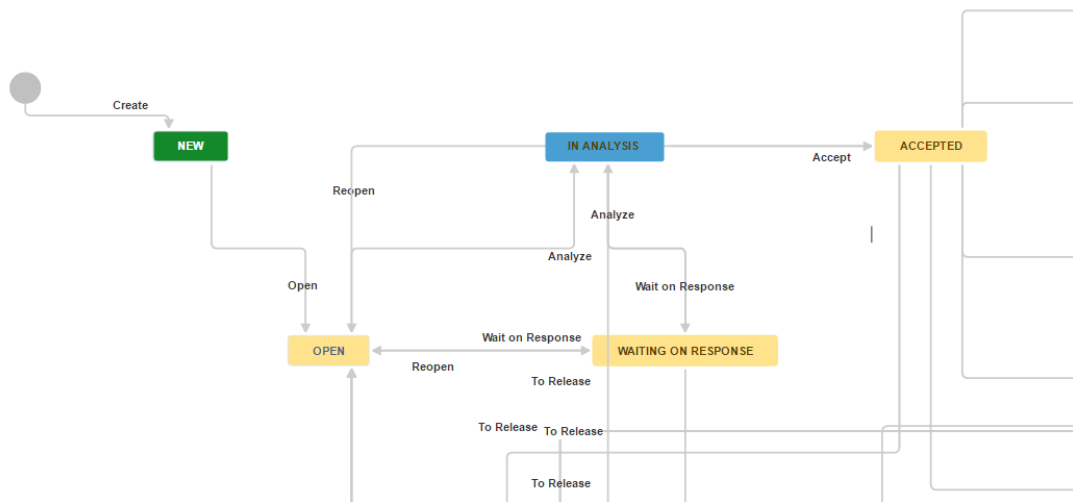 Create
NEW
IN ANALYSIS
ACCEPTED
Accept
Reopen
Analyze
Analyze
Open
Wait on Response
Wait on Response
OPEN
WAITING ON RESPONSE
Reopen
To Release
To Release
To Release
To Release